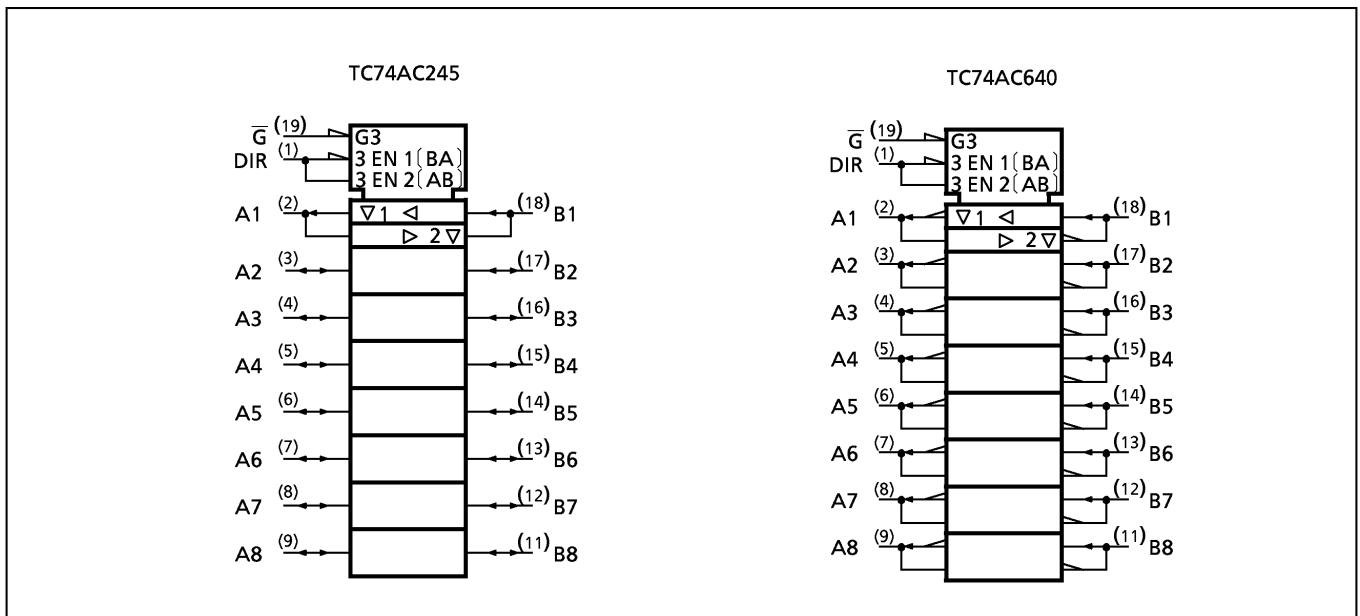 TC74AC245
G̅ (19) G3
DIR (1) 3 EN 1 [BA]
3 EN 2 [AB]
A1 (2) ▽ 1 ◁ (18) B1
▷ 2 ▽
A2 (3) (17) B2
A3 (4) (16) B3
A4 (5) (15) B4
A5 (6) (14) B5
A6 (7) (13) B6
A7 (8) (12) B7
A8 (9) (11) B8
TC74AC640
G̅ (19) G3
DIR (1) 3 EN 1 [BA]
3 EN 2 [AB]
A1 (2) ▽ 1 ◁ (18) B1
▷ 2 ▽
A2 (3) (17) B2
A3 (4) (16) B3
A4 (5) (15) B4
A5 (6) (14) B5
A6 (7) (13) B6
A7 (8) (12) B7
A8 (9) (11) B8